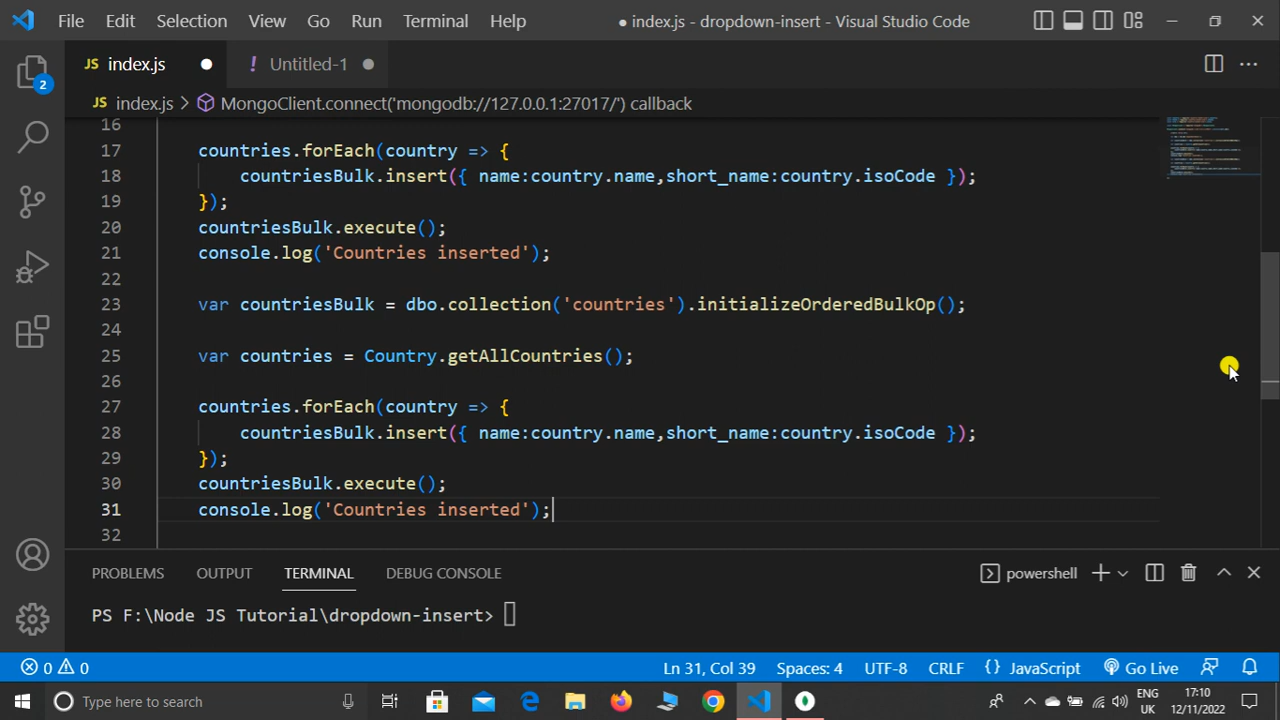 File Edit Selection View Go Run Terminal Help ● index.js - dropdown-insert - Visual Studio Code
JS index.js ● ! Untitled-1 ●
JS index.js > MongoClient.connect('mongodb://127.0.0.1:27017/') callback
16
17 countries.forEach(country => {
18 countriesBulk.insert({ name:country.name,short_name:country.isoCode });
19 });
20 countriesBulk.execute();
21 console.log('Countries inserted');
22
23 var countriesBulk = dbo.collection('countries').initializeOrderedBulkOp();
24
25 var countries = Country.getAllCountries();
26
27 countries.forEach(country => {
28 countriesBulk.insert({ name:country.name,short_name:country.isoCode });
29 });
30 countriesBulk.execute();
31 console.log('Countries inserted');
32
2
PROBLEMS OUTPUT TERMINAL DEBUG CONSOLE powershell
PS F:\Node JS Tutorial\dropdown-insert>
0 0 Ln 31, Col 39 Spaces: 4 UTF-8 CRLF {} JavaScript Go Live
Type here to search ENG 17:10
UK 12/11/2022